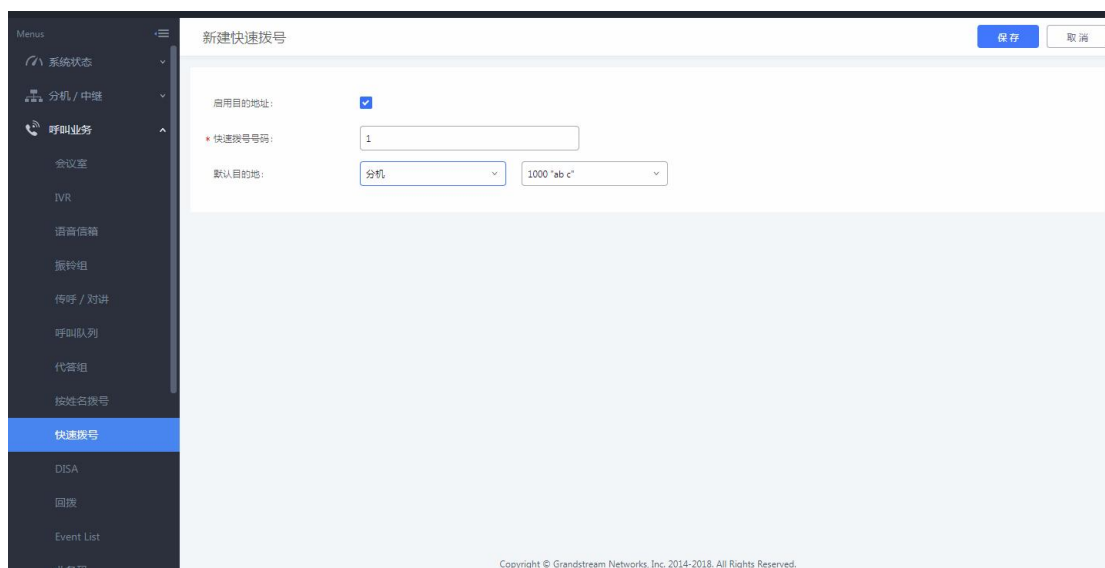 Menus
系统状态
分机 / 中继
呼叫业务
会议室
IVR
语音信箱
振铃组
传呼 / 对讲
呼叫队列
代答组
按姓名拨号
快速拨号
DISA
回拨
Event List
新建快速拨号
保存 取消
启用目的地址:
* 快速拨号号码: 1
默认目的地: 分机 1000 "ab c"
Copyright © Grandstream Networks, Inc. 2014-2018. All Rights Reserved.